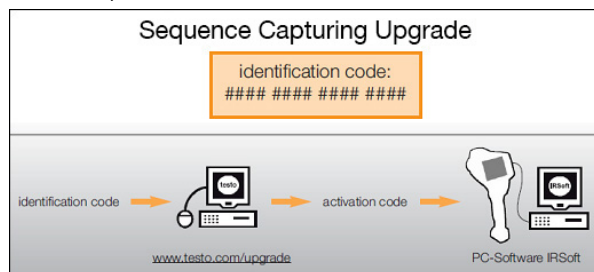 Sequence Capturing Upgrade
identification code:
#### #### #### ####
identification code
testo
activation code
IRSoft
www.testo.com/upgrade
PC-Software IRSoft